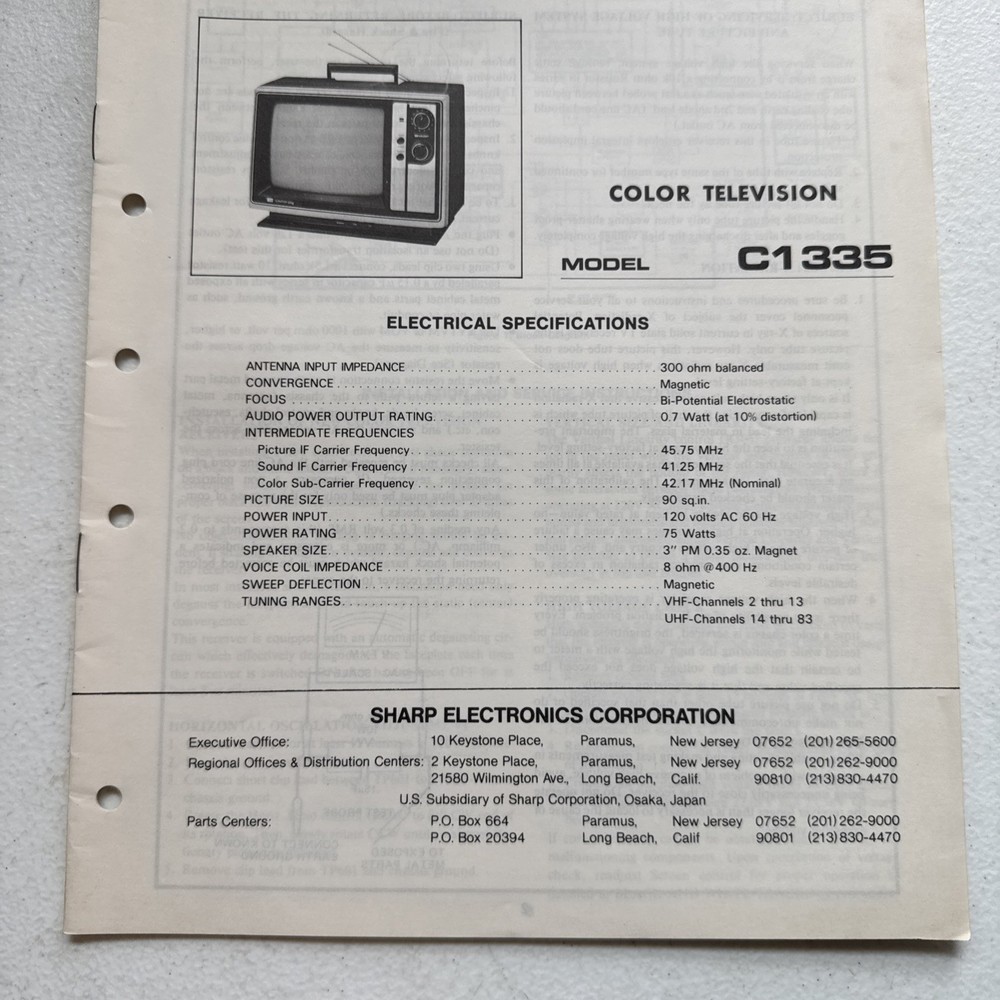 COLOR TELEVISION
MODEL C1335
ELECTRICAL SPECIFICATIONS
ANTENNA INPUT IMPEDANCE 300 ohm balanced
CONVERGENCE Magnetic
FOCUS Bi-Potential Electrostatic
AUDIO POWER OUTPUT RATING 0.7 Watt (at 10% distortion)
INTERMEDIATE FREQUENCIES
Picture IF Carrier Frequency 45.75 MHz
Sound IF Carrier Frequency 41.25 MHz
Color Sub-Carrier Frequency 42.17 MHz (Nominal)
PICTURE SIZE 90 sq.in.
POWER INPUT 120 volts AC 60 Hz
POWER RATING 75 Watts
SPEAKER SIZE 3" PM 0.35 oz. Magnet
VOICE COIL IMPEDANCE 8 ohm @400 Hz
SWEEP DEFLECTION Magnetic
TUNING RANGES VHF-Channels 2 thru 13
UHF-Channels 14 thru 83
SHARP ELECTRONICS CORPORATION
Executive Office: 10 Keystone Place, Paramus, New Jersey 07652 (201) 265-5600
Regional Offices & Distribution Centers: 2 Keystone Place, Paramus, New Jersey 07652 (201) 262-9000
21580 Wilmington Ave., Long Beach, Calif. 90810 (213) 830-4470
U.S. Subsidiary of Sharp Corporation, Osaka, Japan
Parts Centers: P.O. Box 664 Paramus, New Jersey 07652 (201) 262-9000
P.O. Box 20394 Long Beach, Calif 90801 (213) 830-4470